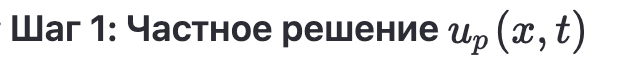 Шаг 1: Частное решение u_p(x, t)